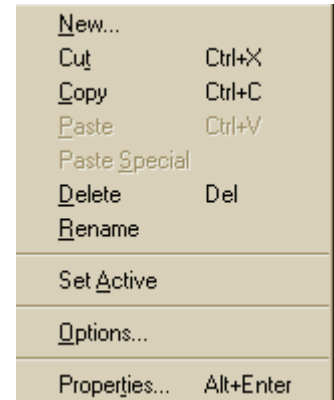 New...
Cut Ctrl+X
Copy Ctrl+C
Paste Ctrl+V
Paste Special
Delete Del
Rename
Set Active
Options...
Properties... Alt+Enter